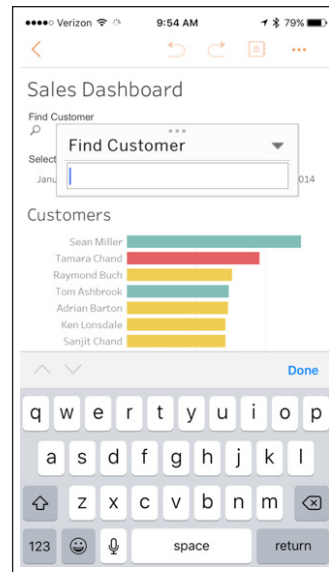 Verizon 9:54 AM 79%
Sales Dashboard
Find Customer
Find Customer
Select
Janu 014
Customers
Sean Miller
Tamara Chand
Raymond Buch
Tom Ashbrook
Adrian Barton
Ken Lonsdale
Sanjit Chand
Done
q w e r t y u i o p
a s d f g h j k l
z x c v b n m
123 space return